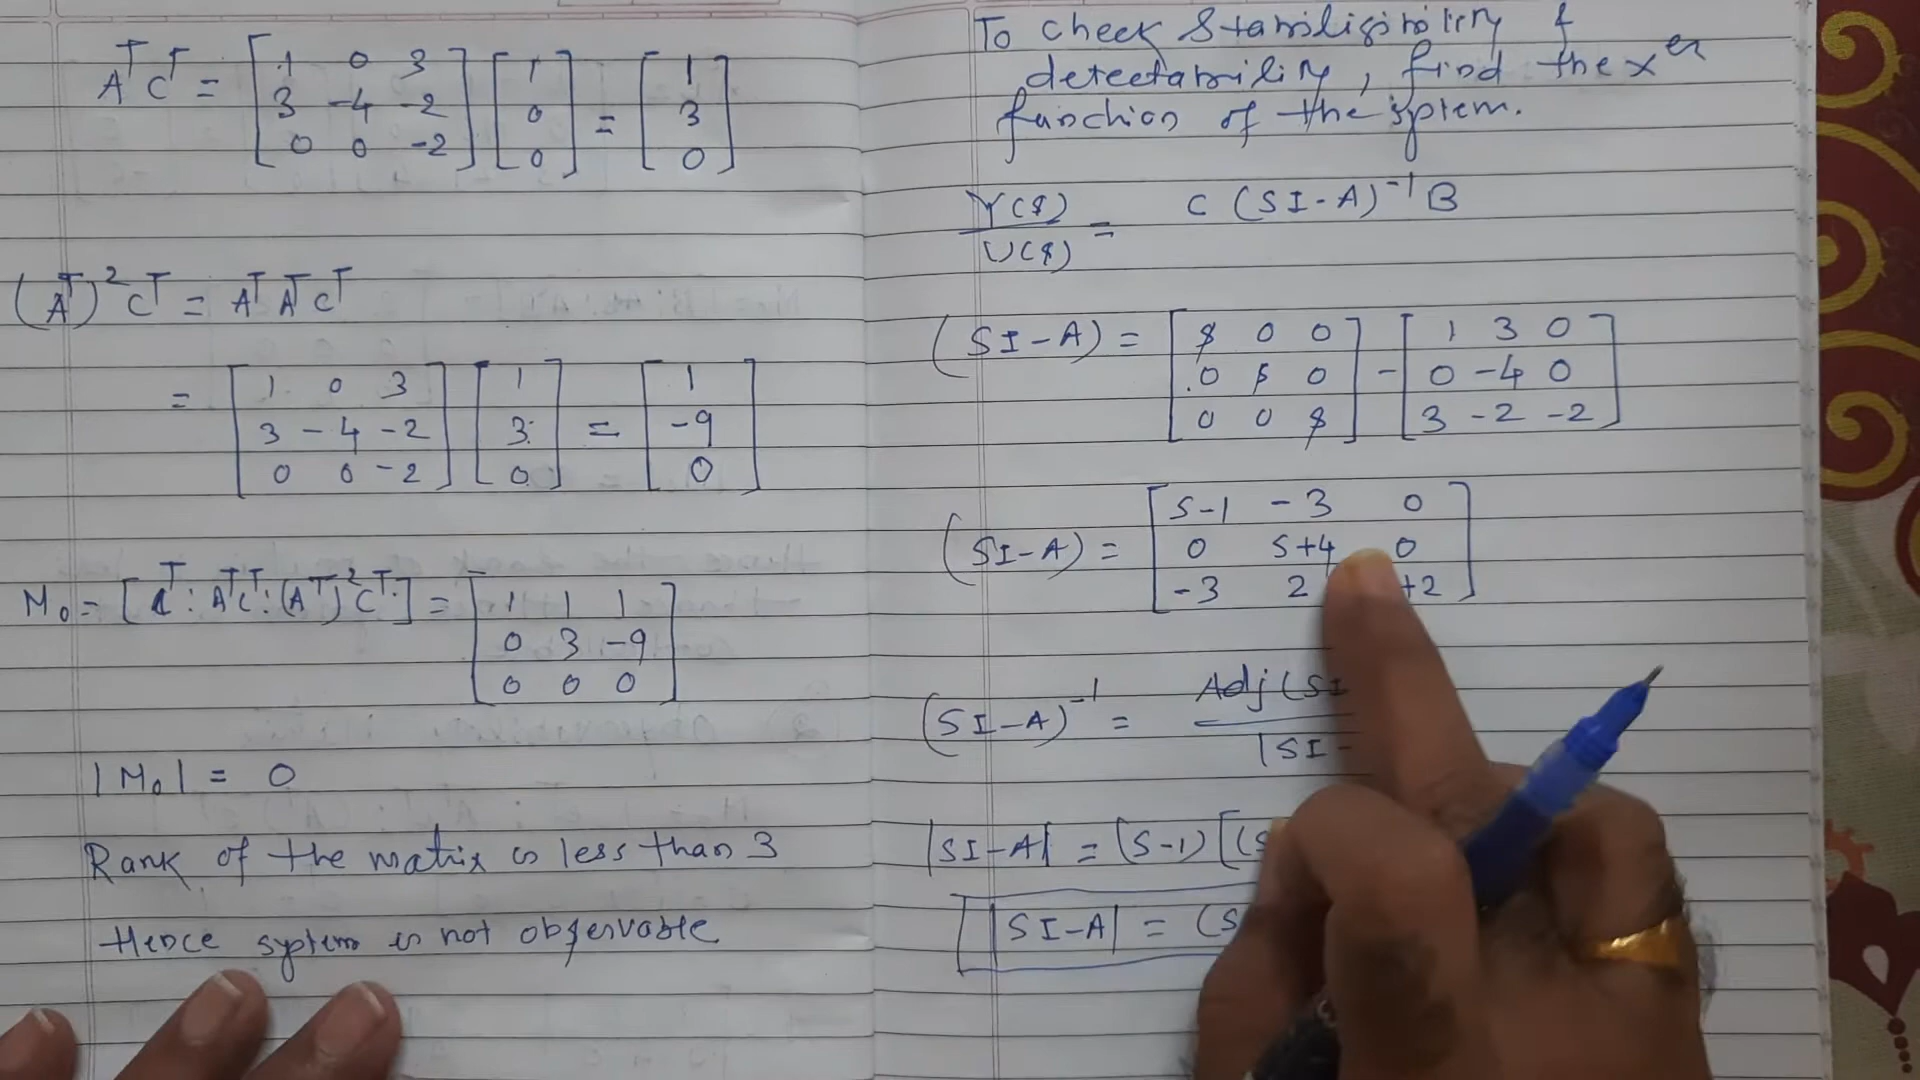 AᵀCᵀ = [1 0 3; 3 -4 -2; 0 0 -2] [1; 0; 0] = [1; 3; 0]
(Aᵀ)²Cᵀ = AᵀAᵀCᵀ
= [1 0 3; 3 -4 -2; 0 0 -2] [1; 3; 0] = [1; -9; 0]
M₀ = [Cᵀ : AᵀCᵀ : (Aᵀ)²Cᵀ] = [1 1 1; 0 3 -9; 0 0 0]
|M₀| = 0
Rank of the matrix is less than 3
Hence system is not observable
To check Stabiligibility &
detectability, find the xer
function of the system.
Y(S)/U(S) = C (SI-A)⁻¹B
(SI-A) = [S 0 0; 0 S 0; 0 0 S] - [1 3 0; 0 -4 0; 3 -2 -2]
(SI-A) = [S-1 -3 0; 0 S+4 0; -3 2 +2]
(SI-A)⁻¹ = Adj(SI / |SI-
|SI-A| = (S-1)[(S
|SI-A| = (S